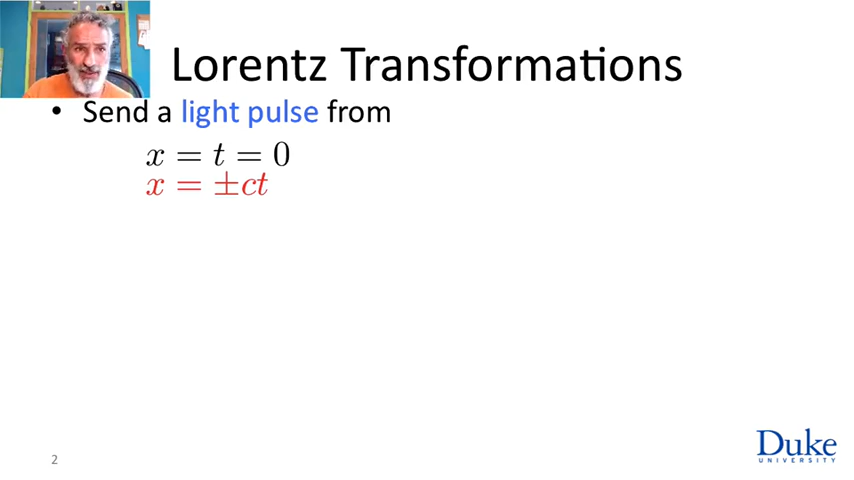 Lorentz Transformations
• Send a light pulse from
x = t = 0
x = ±ct
2
Duke
UNIVERSITY